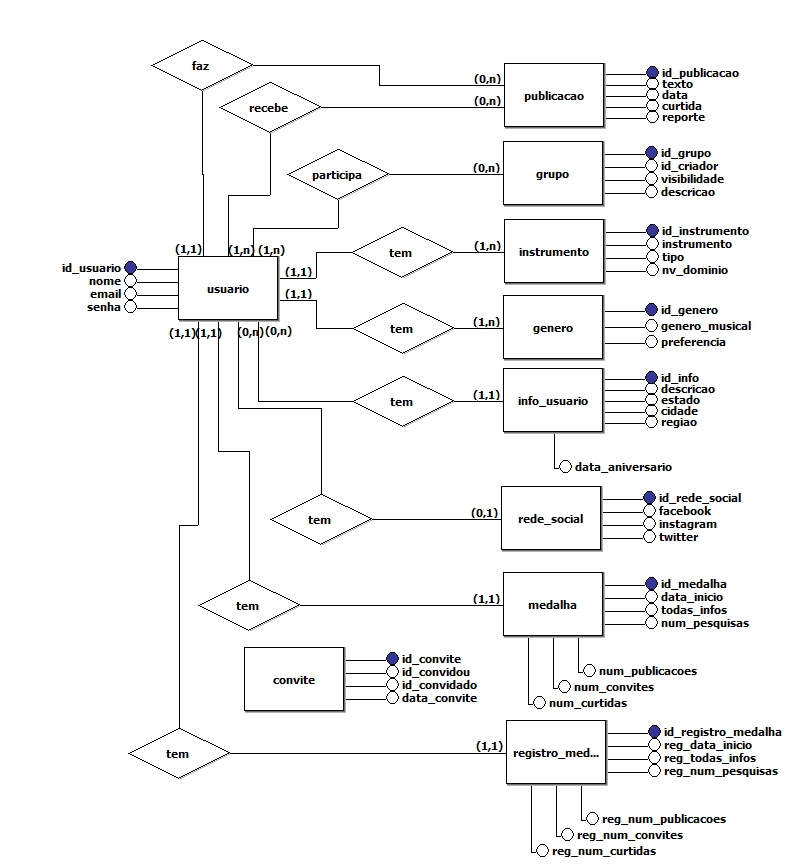 faz
(0,n)
publicacao
id_publicacao
texto
data
curtida
reporte
recebe
(0,n)
participa
(0,n)
grupo
id_grupo
id_criador
visibilidade
descricao
(1,1)
(1,n)
(1,n)
id_usuario
nome
email
senha
usuario
(1,1)
tem
(1,n)
instrumento
id_instrumento
instrumento
tipo
nv_dominio
(1,1)
tem
(1,n)
genero
id_genero
genero_musical
preferencia
(1,1)
(1,1)
(0,n)
(0,n)
tem
(1,1)
info_usuario
id_info
descricao
estado
cidade
regiao
data_aniversario
tem
(0,1)
rede_social
id_rede_social
facebook
instagram
twitter
tem
(1,1)
medalha
id_medalha
data_inicio
todas_infos
num_pesquisas
num_publicacoes
num_convites
num_curtidas
convite
id_convite
id_convidou
id_convidado
data_convite
tem
(1,1)
registro_med...
id_registro_medalha
reg_data_inicio
reg_todas_infos
reg_num_pesquisas
reg_num_publicacoes
reg_num_convites
reg_num_curtidas